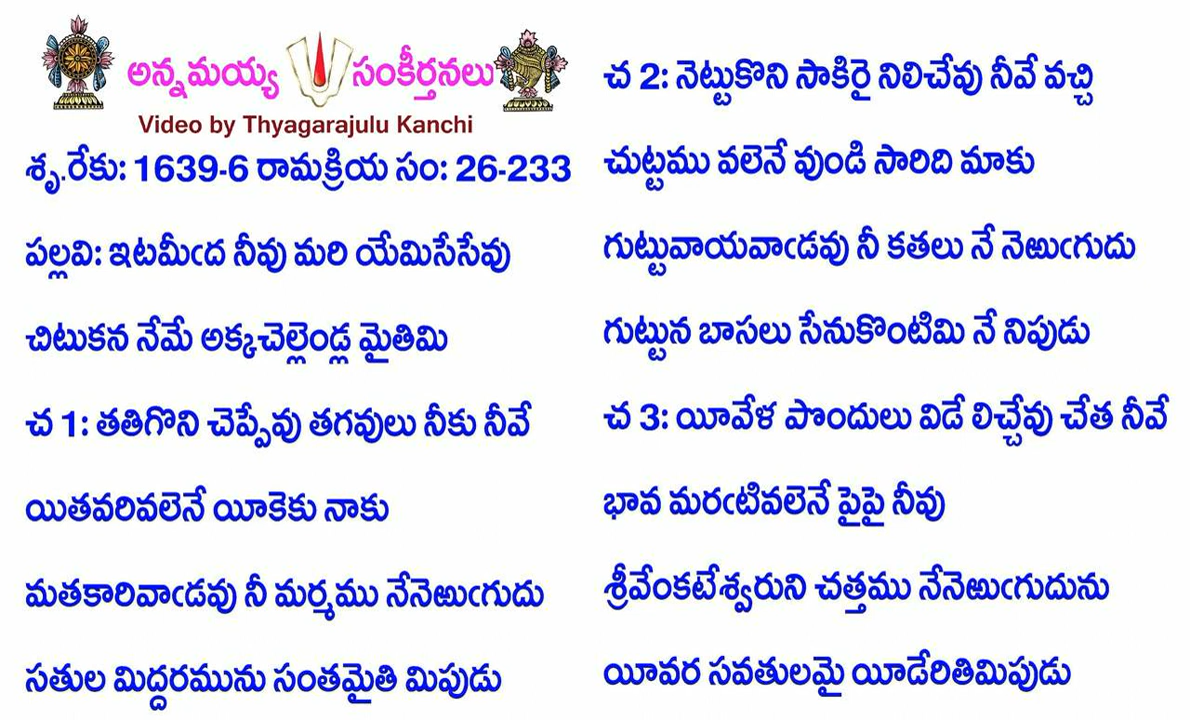 అన్నమయ్య సంకీర్తనలు
Video by Thyagarajulu Kanchi
శృ.రేకు: 1639-6 రామక్రియ సం: 26-233
పల్లవి: ఇటమీఁద నీవు మరి యేమిసేసేవు
చిటుకన నేమే అక్కచెల్లెండ్ల మైతిమి
చ 1: తతిగొని చెప్పేవు తగవులు నీకు నీవే
యితవరివలెనే యీకెకు నాకు
మతకారివాఁడవు నీ మర్మము నేనెఱుఁగుదు
సతుల మిద్దరమును సంతమైతి మిపుడు
చ 2: నెట్టుకొని సాకిరై నిలిచేవు నీవే వచ్చి
చుట్టము వలెనే వుండి సారిది మాకు
గుట్టువాయవాఁడవు నీ కతలు నే నెఱుఁగుదు
గుట్టున బాసలు సేనుకొంటిమి నే నిపుడు
చ 3: యీవేళ పొందులు విడే లిచ్చేవు చేత నీవే
భావ మరఁటివలెనే పైపై నీవు
శ్రీవేంకటేశ్వరుని చత్తము నేనెఱుఁగుదును
యీవర సవతులమై యీడేరితిమిపుడు